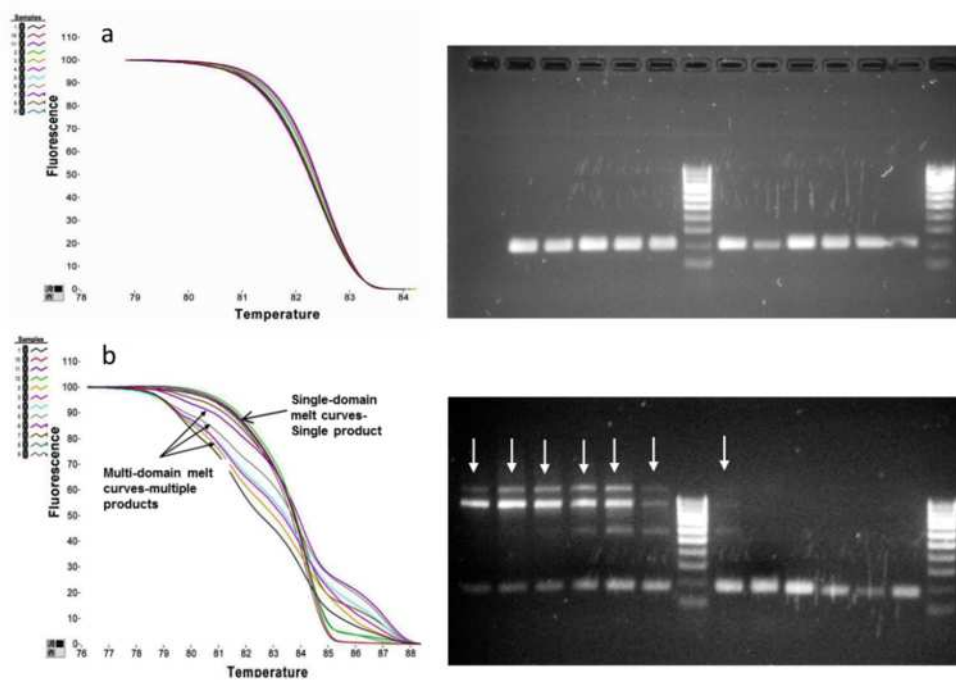 Samples
a
110-
100-
90-
80-
70-
60-
50-
40-
30-
20-
10-
0-
Fluorescence
78 79 80 81 82 83 84
Temperature
Samples
b
110-
100-
90-
80-
70-
60-
50-
40-
30-
20-
10-
0-
Fluorescence
Single-domain
melt curves-
Single product
Multi-domain melt
curves-multiple
products
76 77 78 79 80 81 82 83 84 85 86 87 88
Temperature